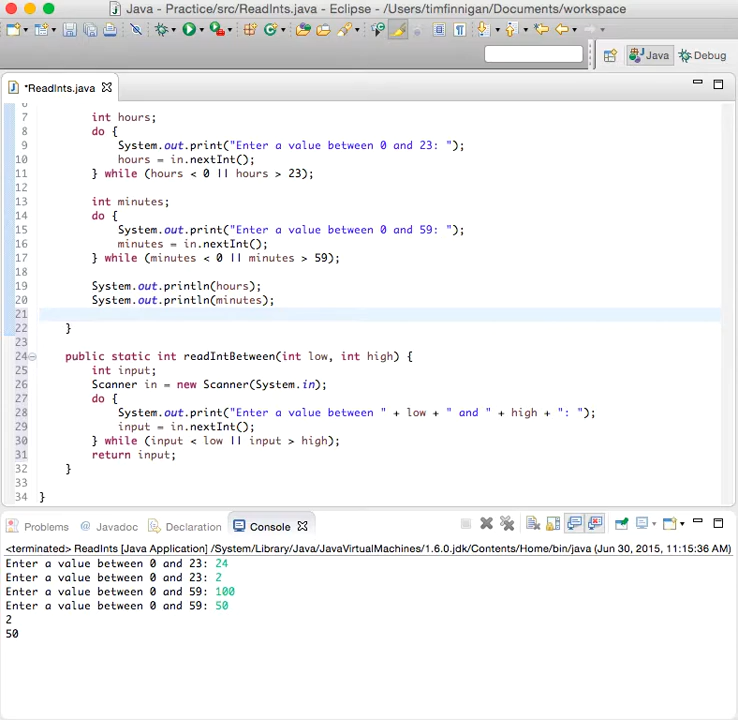 Java - Practice/src/ReadInts.java - Eclipse - /Users/timfinnigan/Documents/workspace
Java
Debug
*ReadInts.java
7 int hours;
8 do {
9 System.out.print("Enter a value between 0 and 23: ");
10 hours = in.nextInt();
11 } while (hours < 0 || hours > 23);
12
13 int minutes;
14 do {
15 System.out.print("Enter a value between 0 and 59: ");
16 minutes = in.nextInt();
17 } while (minutes < 0 || minutes > 59);
18
19 System.out.println(hours);
20 System.out.println(minutes);
21
22 }
23
24 public static int readIntBetween(int low, int high) {
25 int input;
26 Scanner in = new Scanner(System.in);
27 do {
28 System.out.print("Enter a value between " + low + " and " + high + ": ");
29 input = in.nextInt();
30 } while (input < low || input > high);
31 return input;
32 }
33
34 }
Problems
@ Javadoc
Declaration
Console
<terminated> ReadInts [Java Application] /System/Library/Java/JavaVirtualMachines/1.6.0.jdk/Contents/Home/bin/java (Jun 30, 2015, 11:15:36 AM)
Enter a value between 0 and 23: 24
Enter a value between 0 and 23: 2
Enter a value between 0 and 59: 100
Enter a value between 0 and 59: 50
2
50